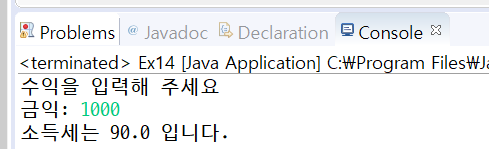 Problems @ Javadoc Declaration Console
<terminated> Ex14 [Java Application] C:₩Program Files₩Ja
수익을 입력해 주세요
금익: 1000
소득세는 90.0 입니다.